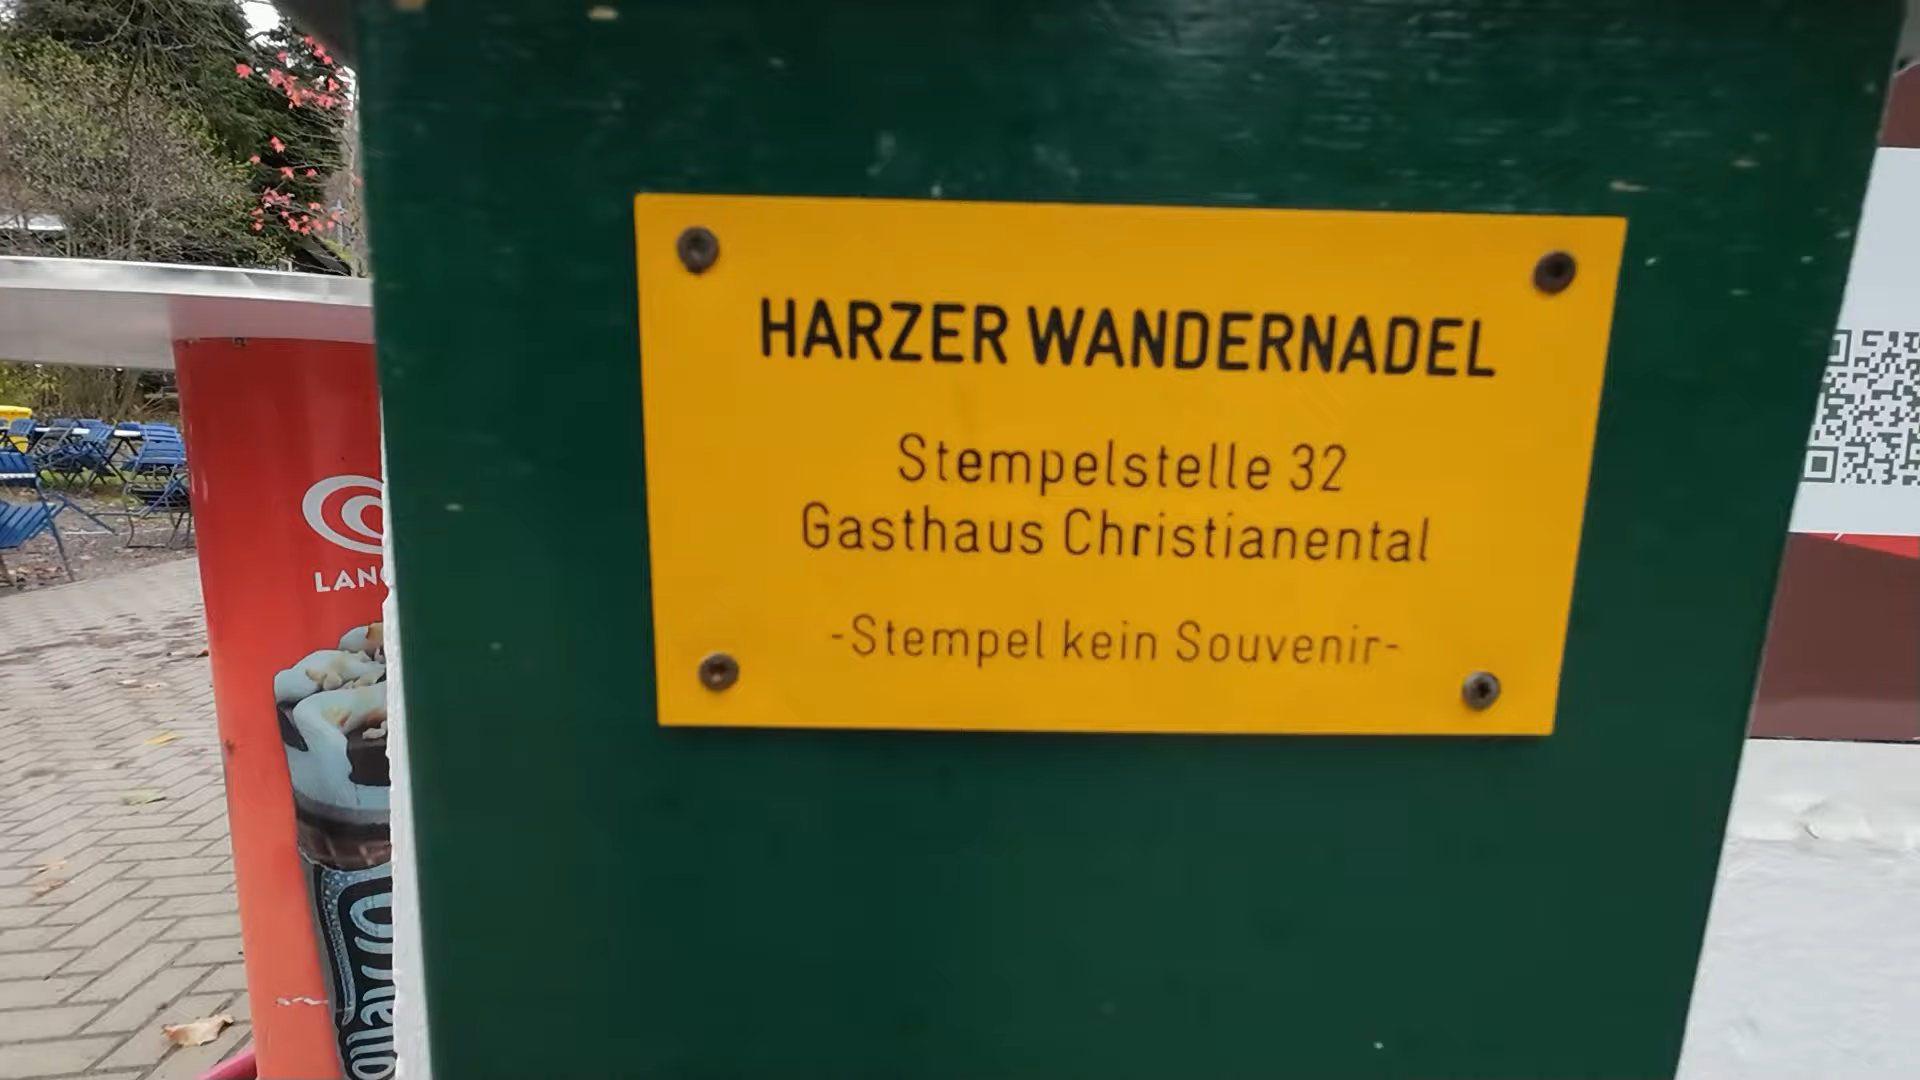 HARZER WANDERNADEL
Stempelstelle 32
Gasthaus Christianental
-Stempel kein Souvenir-